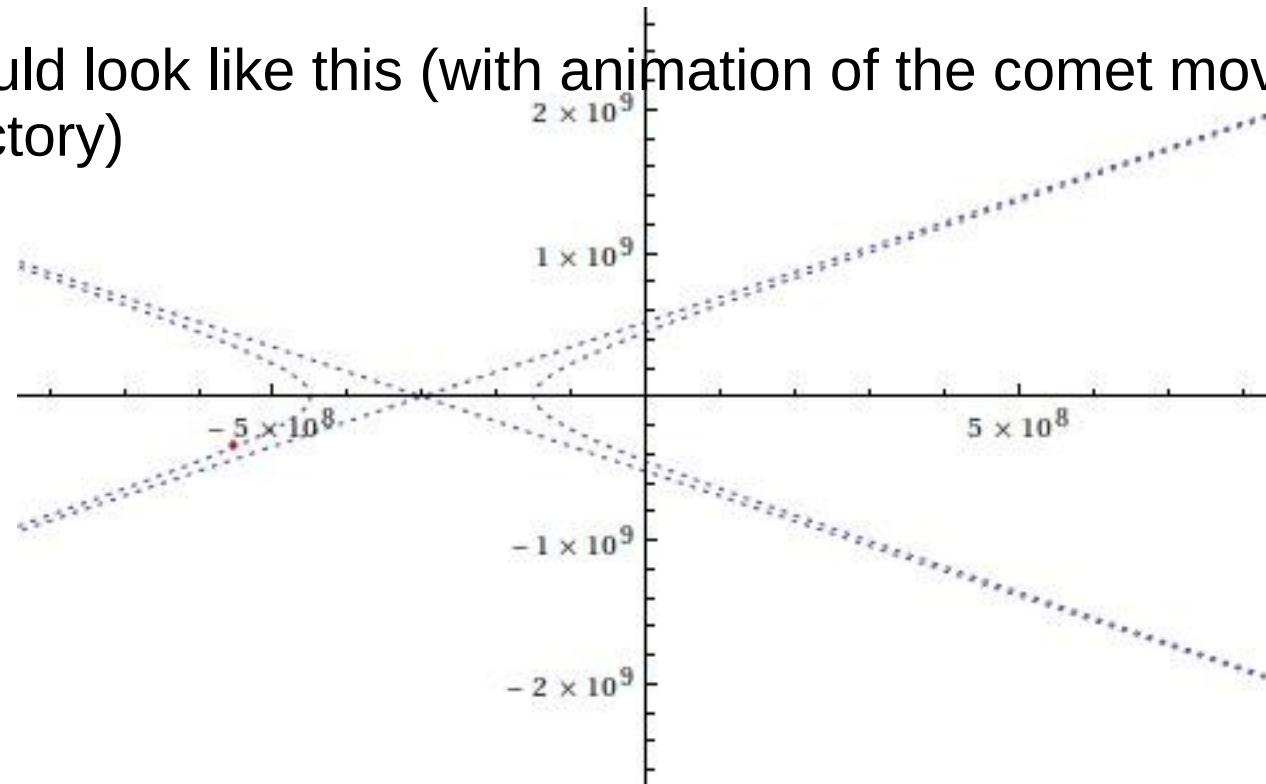 uld look like this (with animation of the comet mov
ctory)
2 × 10⁹
1 × 10⁹
– 5 × 10⁸
5 × 10⁸
– 1 × 10⁹
– 2 × 10⁹